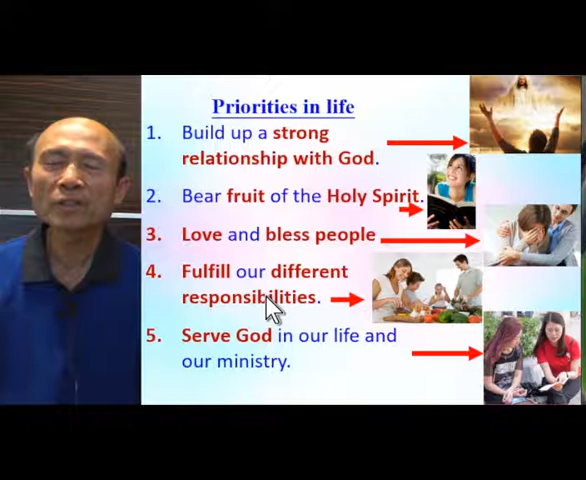 Priorities in life
1. Build up a strong
relationship with God.
2. Bear fruit of the Holy Spirit.
3. Love and bless people
4. Fulfill our different
responsibilities.
5. Serve God in our life and
our ministry.